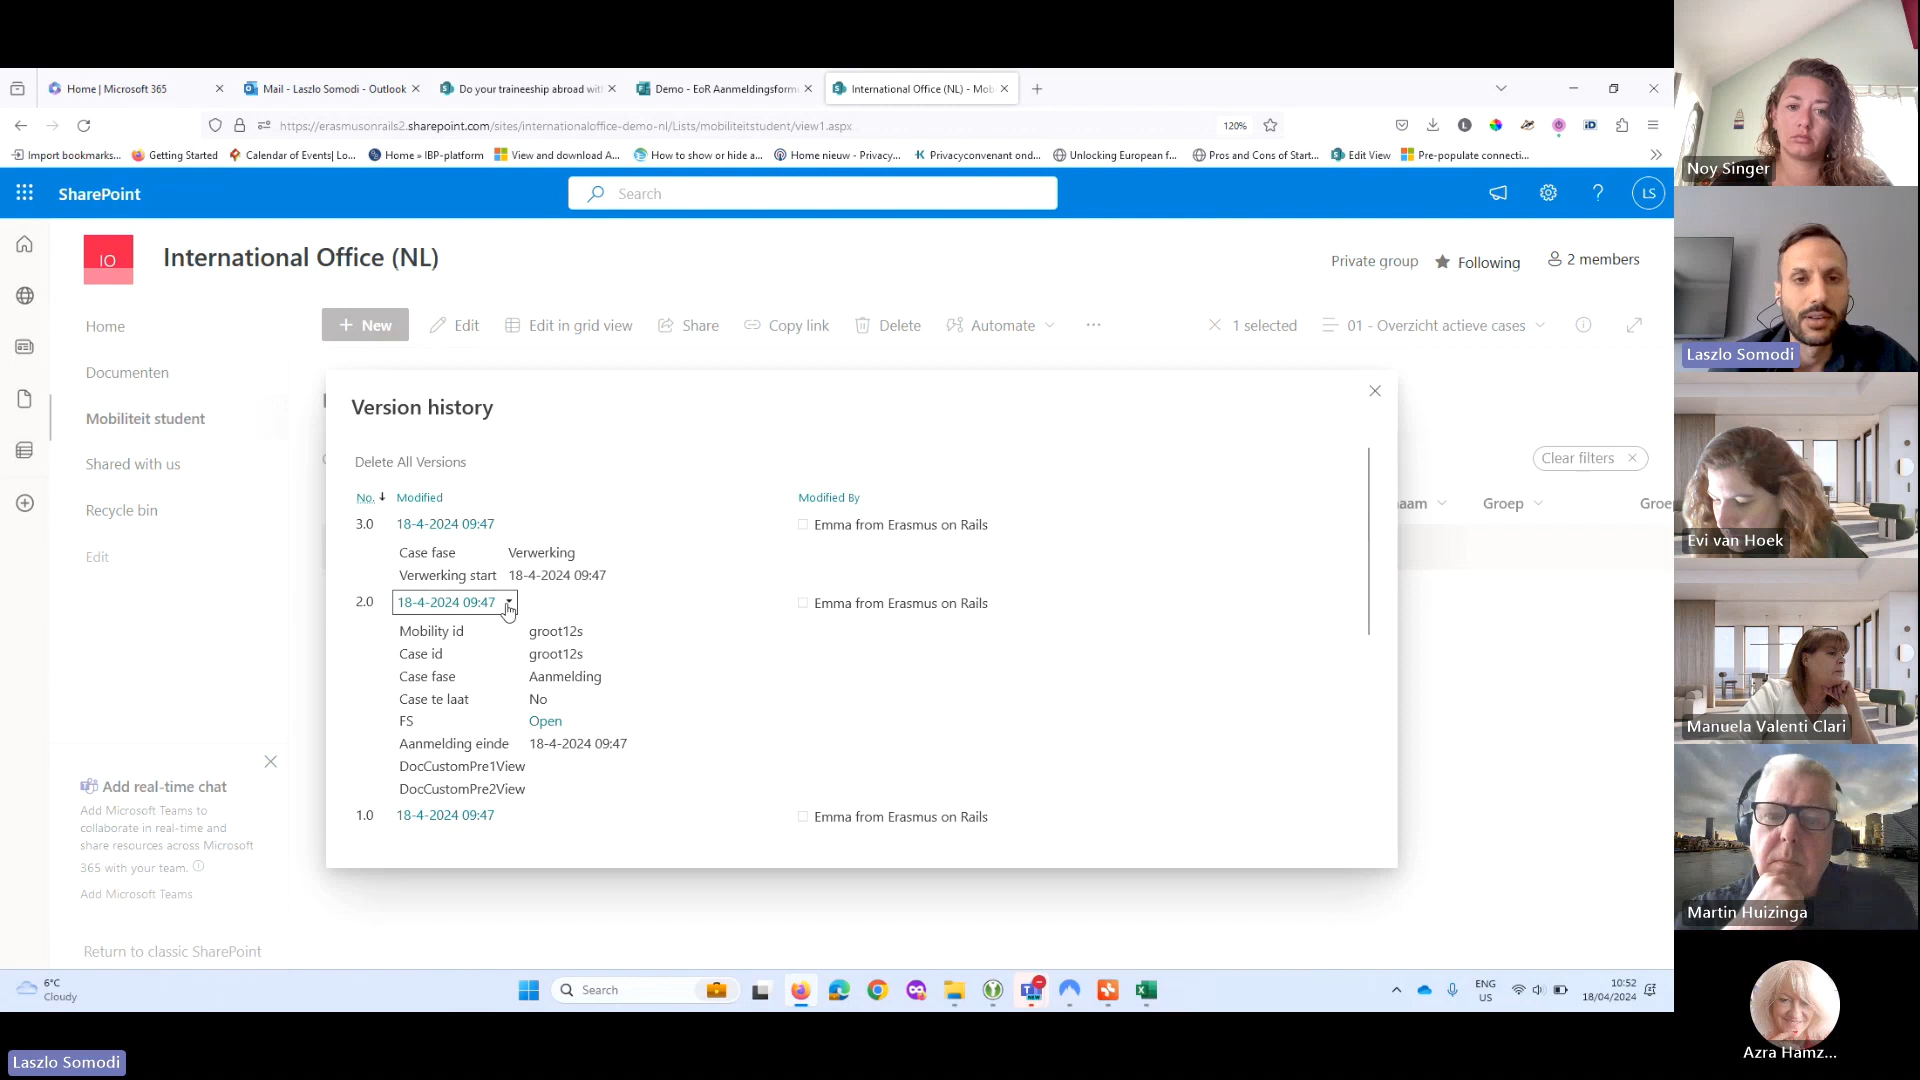 Home | Microsoft 365
Mail - Laszlo Somodi - Outlook
Do your traineeship abroad with
Demo - EoR Aanmeldingsform
International Office (NL) - Mob
https://erasmusonrails2.sharepoint.com/sites/internationaloffice-demo-nl/Lists/mobiliteitstudent/view1.aspx
120%
Import bookmarks...
Getting Started
Calendar of Events| Lo...
Home » IBP-platform
View and download A...
How to show or hide a...
Home nieuw - Privacy...
Privacyconvenant ond...
Unlocking European f...
Pros and Cons of Start...
Edit View
Pre-populate connecti...
SharePoint
Search
LS
IO
International Office (NL)
Private group
Following
2 members
Home
Documenten
Mobiliteit student
Shared with us
Recycle bin
Edit
+ New
Edit
Edit in grid view
Share
Copy link
Delete
Automate
...
1 selected
01 - Overzicht actieve cases
Clear filters
aam
Groep
Groe
Version history
Delete All Versions
No. Modified
Modified By
3.0 18-4-2024 09:47
Emma from Erasmus on Rails
Case fase Verwerking
Verwerking start 18-4-2024 09:47
2.0 18-4-2024 09:47
Emma from Erasmus on Rails
Mobility id groot12s
Case id groot12s
Case fase Aanmelding
Case te laat No
FS Open
Aanmelding einde 18-4-2024 09:47
DocCustomPre1View
DocCustomPre2View
1.0 18-4-2024 09:47
Emma from Erasmus on Rails
Add real-time chat
Add Microsoft Teams to
collaborate in real-time and
share resources across Microsoft
365 with your team.
Add Microsoft Teams
Return to classic SharePoint
6°C
Cloudy
Search
NEW
ENG
US
10:52
18/04/2024
Noy Singer
Laszlo Somodi
Evi van Hoek
Manuela Valenti Clari
Martin Huizinga
Azra Hamz...
Laszlo Somodi